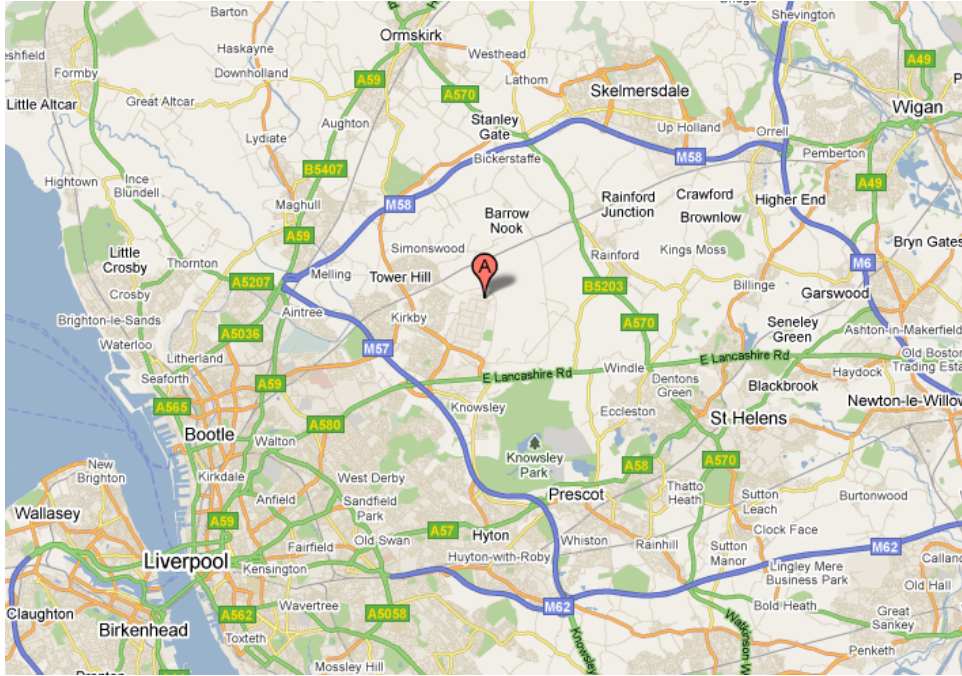 Barton
Shevington
Ormskirk
Haskayne
Westhead
A49
Formby
Downholland
A59
Lathom
Skelmersdale
Little Altcar
Great Altcar
A570
Wigan
Stanley
Gate
Aughton
Up Holland
Orrell
Lydiate
Bickerstaffe
M58
Pemberton
B5407
Hightown
Ince
Blundell
A49
Maghull
M58
Barrow
Nook
Rainford
Junction
Crawford
Higher End
Brownlow
A59
Bryn Gates
Little
Crosby
Simonswood
Kings Moss
Thornton
Melling
Tower Hill
A
Rainford
M6
A5207
B5203
Billinge
Garswood
Crosby
Aintree
Kirkby
Brighton-le-Sands
A5036
A570
Seneley
Green
Ashton-in-Makerfield
Waterloo
Litherland
M57
E Lancashire Rd
Old Boston
Trading Esta
Seaforth
E Lancashire Rd
Windle
Dentons
Green
Haydock
A59
Blackbrook
A565
Knowsley
Eccleston
Newton-le-Willow
A580
St Helens
Bootle
Walton
Knowsley
Park
A58
A570
New
Brighton
Kirkdale
West Derby
Thatto
Heath
Anfield
Sandfield
Park
Prescot
Sutton
Leach
Burtonwood
Wallasey
A59
A57
Hyton
Clock Face
Liverpool
Fairfield
Old Swan
Whiston
Rainhill
Sutton
Manor
M62
Kensington
Huyton-with-Roby
Lingley Mere
Business Park
Calland
Old Hall
Claughton
A562
Wavertree
A5058
M62
Bold Heath
Great
Sankey
Birkenhead
Toxteth
Knowsley
Watkinson W
Penketh
Mossley Hill